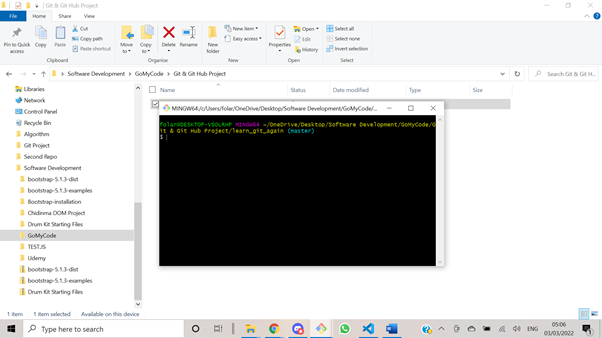 Git & Git Hub Project
File
Home
Share
View
Pin to Quick access
Copy
Paste
Cut
Copy path
Paste shortcut
Clipboard
Move to
Copy to
Delete
Rename
Organise
New folder
New item
Easy access
New
Properties
Open
Edit
History
Open
Select all
Select none
Invert selection
Select
Software Development > GoMyCode > Git & Git Hub Project
Search Git & Git H...
Name
Status
Date modified
Type
Size
Libraries
Network
Control Panel
Recycle Bin
Algorithm
Git Project
Second Repo
Software Development
bootstrap-5.1.3-dist
bootstrap-5.1.3-examples
Bootstrap-installation
Chidinma DOM Project
Drum Kit Starting Files
GoMyCode
TEST.JS
Udemy
bootstrap-5.1.3-dist
bootstrap-5.1.3-examples
Drum Kit Starting Files
MINGW64:/c/Users/folar/OneDrive/Desktop/Software Development/GoMyCode/...
folar@DESKTOP-VSOLRHP MINGW64 ~/OneDrive/Desktop/Software Development/GoMyCode/G
it & Git Hub Project/learn_git_again (master)
$
1 item
1 item selected
Available on this device
Type here to search
ENG
05:06
03/03/2022